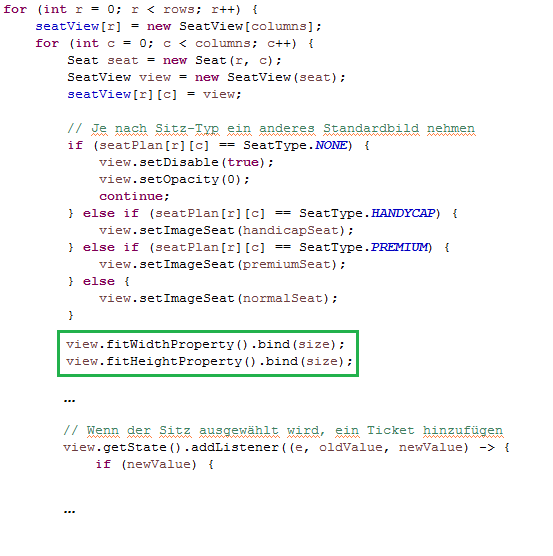 for (int r = 0; r < rows; r++) {
    seatView[r] = new SeatView[columns];
    for (int c = 0; c < columns; c++) {
        Seat seat = new Seat(r, c);
        SeatView view = new SeatView(seat);
        seatView[r][c] = view;
        // Je nach Sitz-Typ ein anderes Standardbild nehmen
        if (seatPlan[r][c] == SeatType.NONE) {
            view.setDisable(true);
            view.setOpacity(0);
            continue;
        } else if (seatPlan[r][c] == SeatType.HANDYCAP) {
            view.setImageSeat(handicapSeat);
        } else if (seatPlan[r][c] == SeatType.PREMIUM) {
            view.setImageSeat(premiumSeat);
        } else {
            view.setImageSeat(normalSeat);
        }
        view.fitWidthProperty().bind(size);
        view.fitHeightProperty().bind(size);
        ...
        // Wenn der Sitz ausgewählt wird, ein Ticket hinzufügen
        view.getState().addListener((e, oldValue, newValue) -> {
            if (newValue) {
        ...